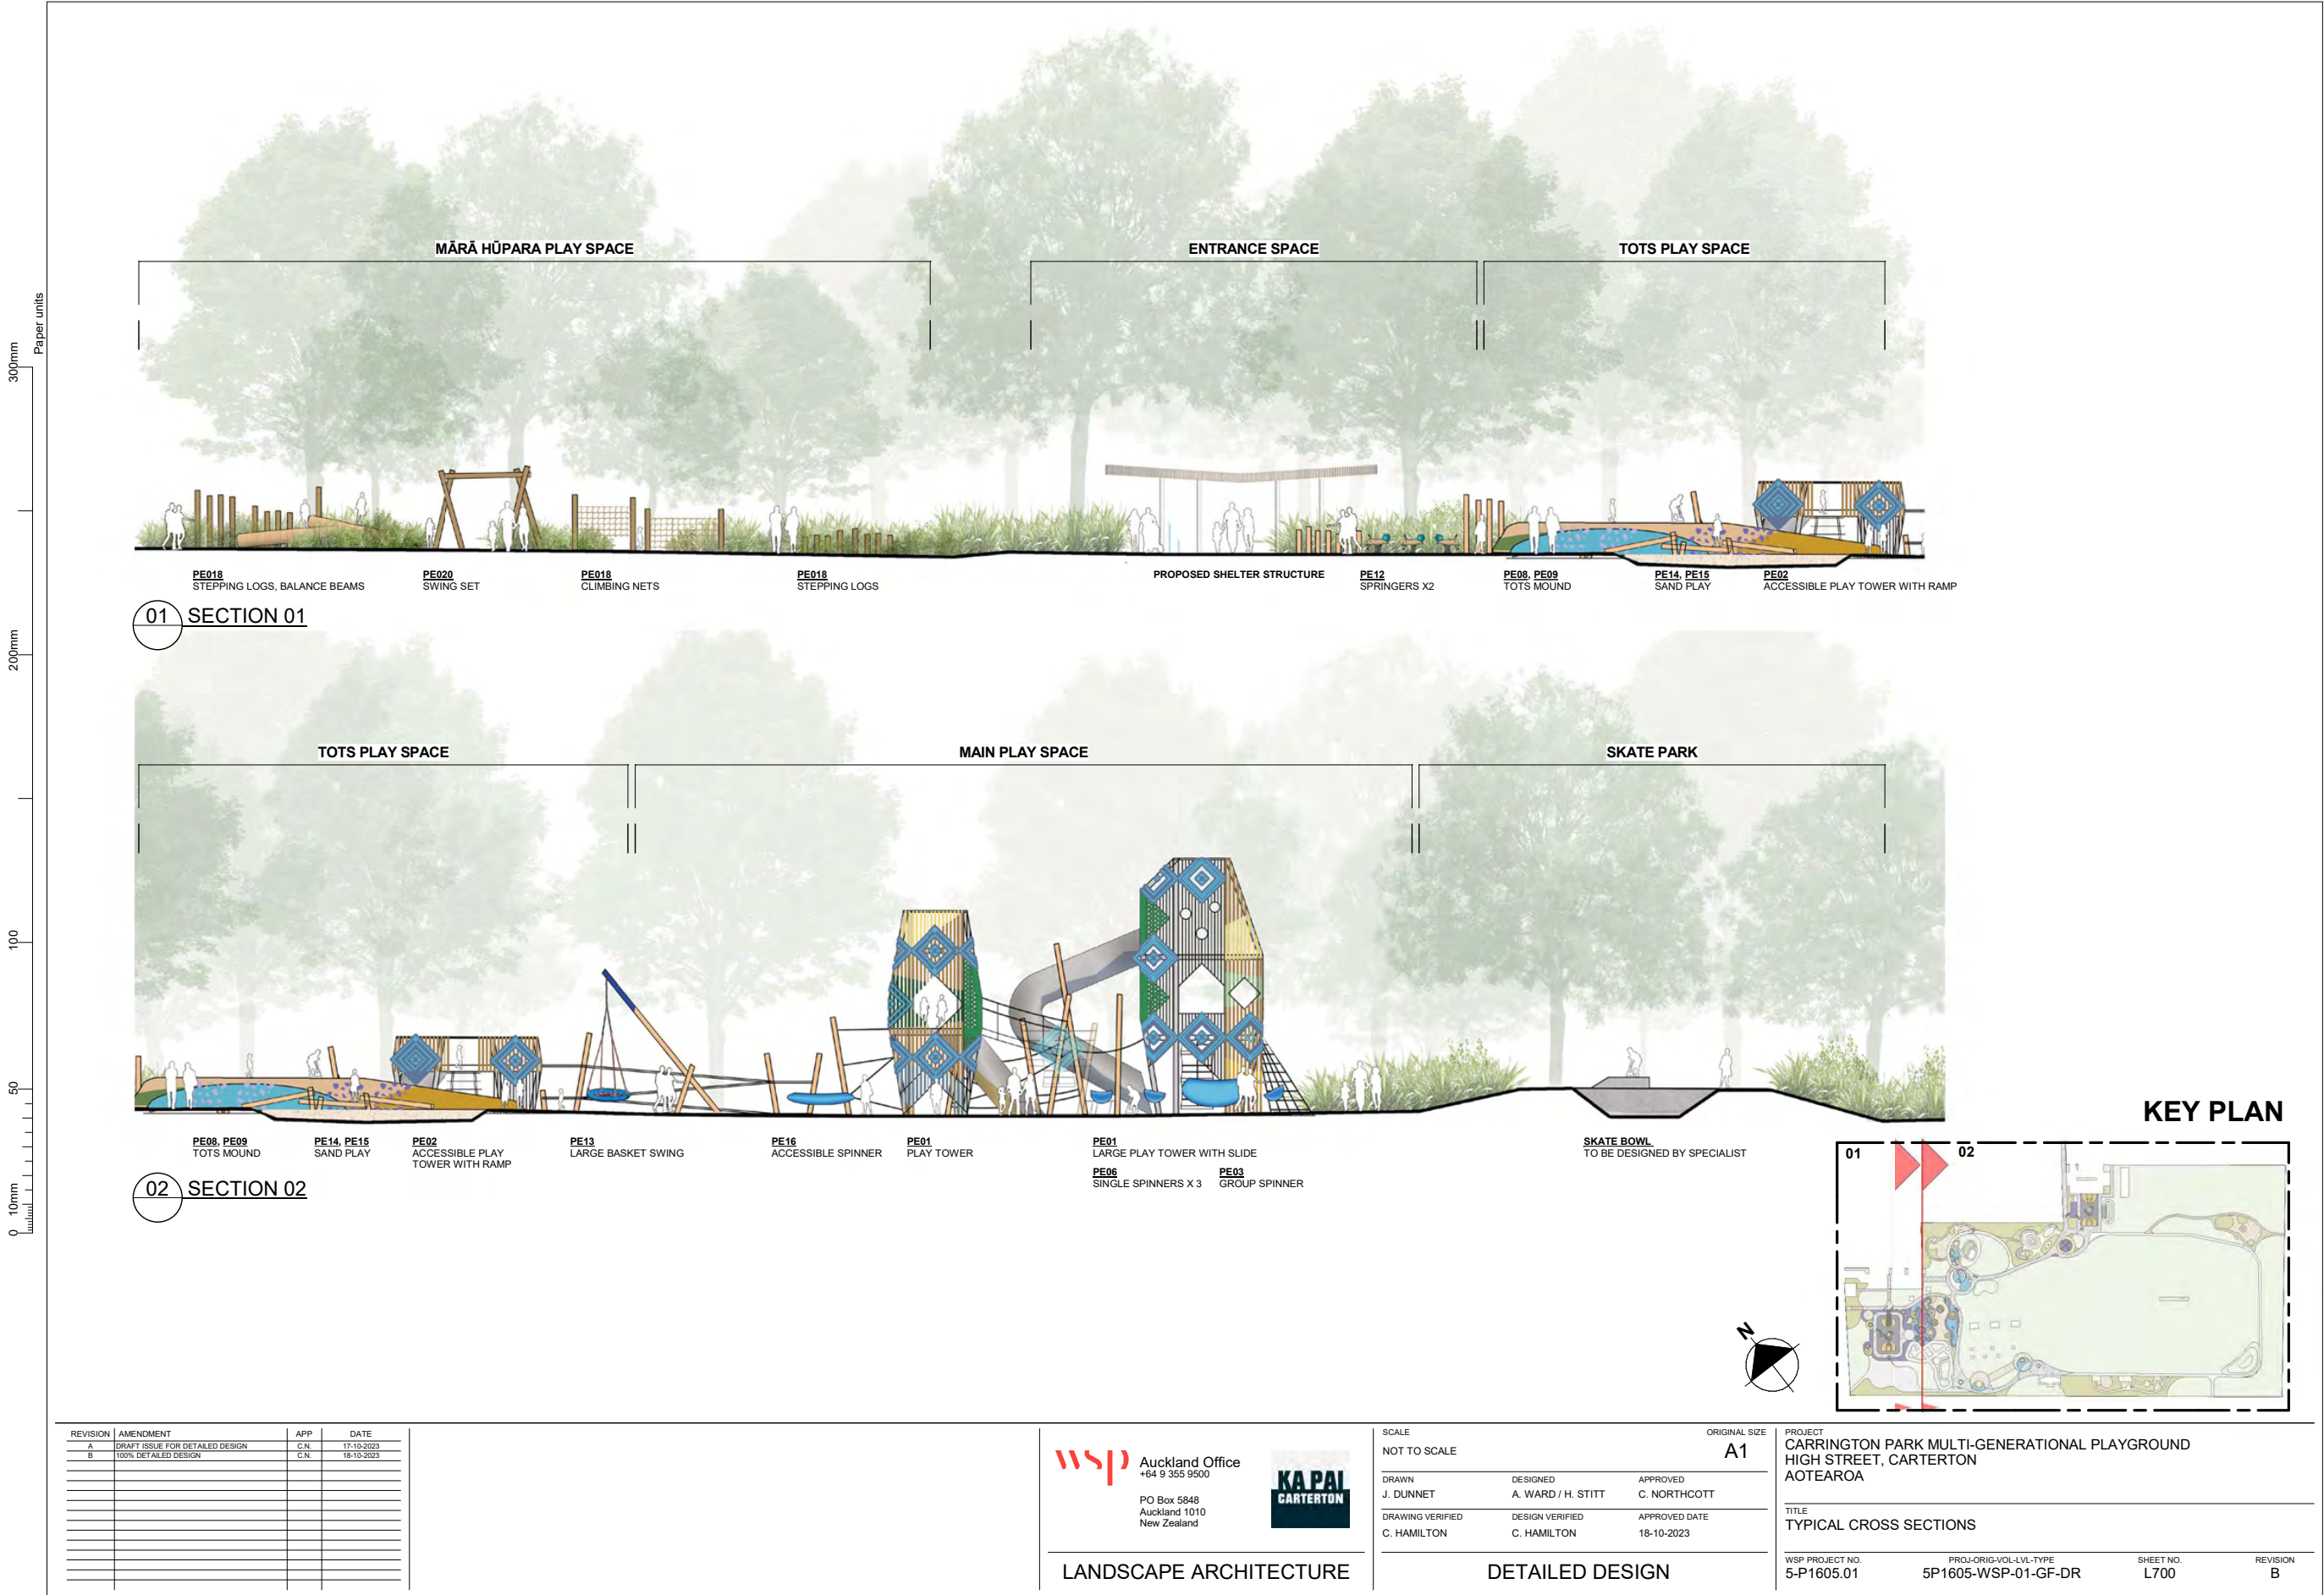 MĀRĀ HŪPARA PLAY SPACE
ENTRANCE SPACE
TOTS PLAY SPACE
PE018
STEPPING LOGS, BALANCE BEAMS
PE020
SWING SET
PE018
CLIMBING NETS
PE018
STEPPING LOGS
PROPOSED SHELTER STRUCTURE
PE12
SPRINGERS X2
PE08, PE09
TOTS MOUND
PE14, PE15
SAND PLAY
PE02
ACCESSIBLE PLAY TOWER WITH RAMP
01 SECTION 01
TOTS PLAY SPACE
MAIN PLAY SPACE
SKATE PARK
PE08, PE09
TOTS MOUND
PE14, PE15
SAND PLAY
PE02
ACCESSIBLE PLAY
TOWER WITH RAMP
PE13
LARGE BASKET SWING
PE16
ACCESSIBLE SPINNER
PE01
PLAY TOWER
PE01
LARGE PLAY TOWER WITH SLIDE
PE06
SINGLE SPINNERS X 3
PE03
GROUP SPINNER
SKATE BOWL
TO BE DESIGNED BY SPECIALIST
02 SECTION 02
KEY PLAN
01
02
N
Paper units
300mm
200mm
100
50
10mm
0
REVISION AMENDMENT APP DATE
A DRAFT ISSUE FOR DETAILED DESIGN C.N. 17-10-2023
B 100% DETAILED DESIGN C.N. 18-10-2023
wsp
Auckland Office
+64 9 355 9500
PO Box 5848
Auckland 1010
New Zealand
KA PAI
CARTERTON
LANDSCAPE ARCHITECTURE
SCALE
NOT TO SCALE
ORIGINAL SIZE
A1
DRAWN
J. DUNNET
DESIGNED
A. WARD / H. STITT
APPROVED
C. NORTHCOTT
DRAWING VERIFIED
C. HAMILTON
DESIGN VERIFIED
C. HAMILTON
APPROVED DATE
18-10-2023
DETAILED DESIGN
PROJECT
CARRINGTON PARK MULTI-GENERATIONAL PLAYGROUND
HIGH STREET, CARTERTON
AOTEAROA
TITLE
TYPICAL CROSS SECTIONS
WSP PROJECT NO.
5-P1605.01
PROJ-ORIG-VOL-LVL-TYPE
5P1605-WSP-01-GF-DR
SHEET NO.
L700
REVISION
B